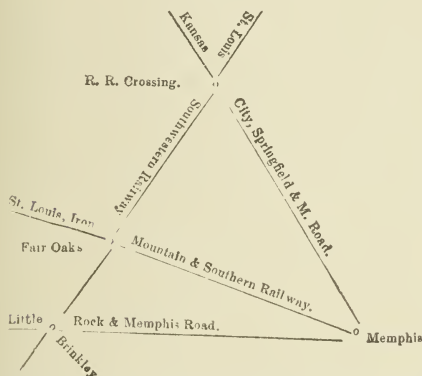 Kansas
St. Louis
R. R. Crossing.
Southwestern Railway
City, Springfield & M. Road.
St. Louis, Iron
Fair Oaks
Mountain & Southern Railway.
Little
Rock & Memphis Road.
Memphis
Brinkley